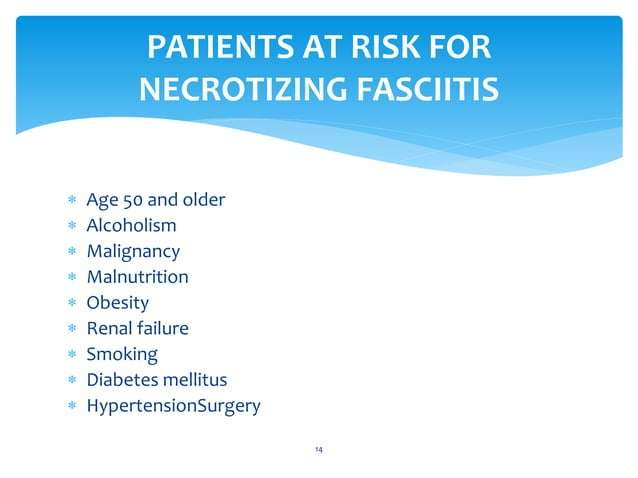 PATIENTS AT RISK FOR
NECROTIZING FASCIITIS
Age 50 and older
Alcoholism
Malignancy
Malnutrition
Obesity
Renal failure
Smoking
Diabetes mellitus
HypertensionSurgery
14